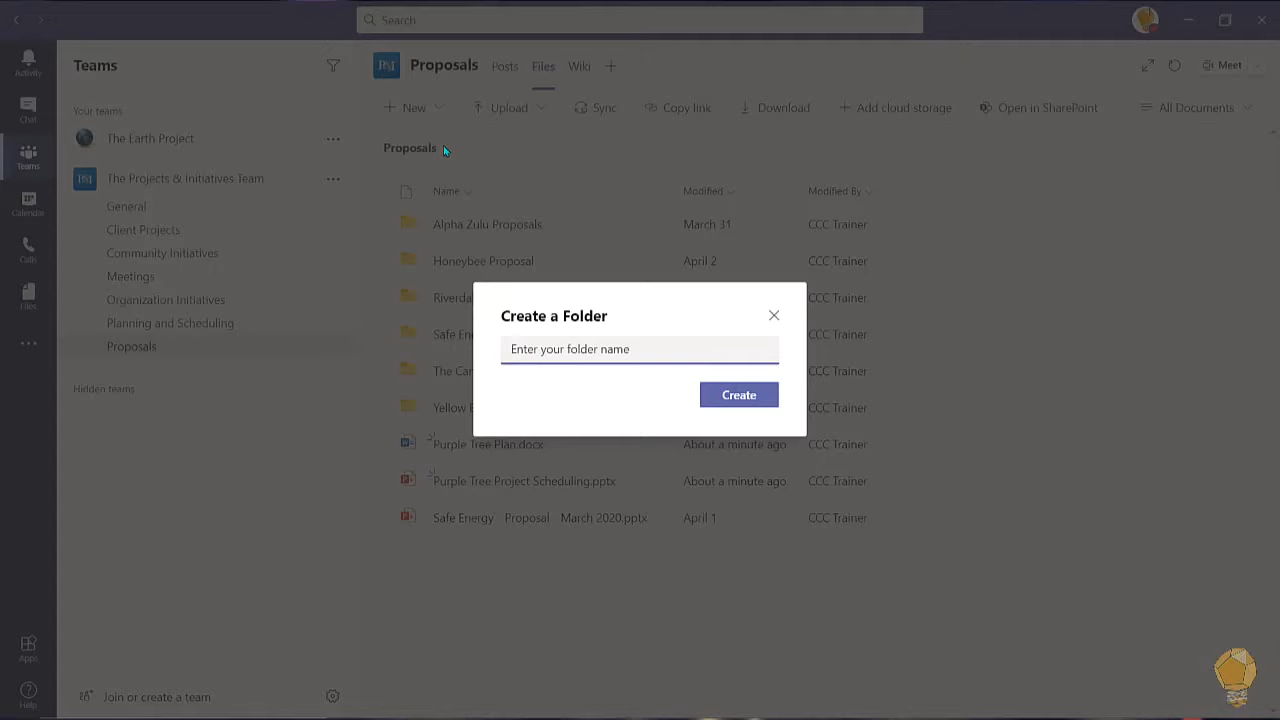 Search
Activity
Chat
Teams
Calendar
Calls
Files
Apps
Help
Teams
Your teams
The Earth Project
The Projects & Initiatives Team
General
Client Projects
Community Initiatives
Meetings
Organization Initiatives
Planning and Scheduling
Proposals
Hidden teams
Join or create a team
Proposals Posts Files Wiki
Meet
New Upload Sync Copy link Download Add cloud storage Open in SharePoint All Documents
Proposals
Name Modified Modified By
Alpha Zulu Proposals March 31 CCC Trainer
Honeybee Proposal April 2 CCC Trainer
CCC Trainer
CCC Trainer
The CCC Trainer
Yellow CCC Trainer
Purple Tree Plan.docx About a minute ago CCC Trainer
Purple Tree Project Scheduling.pptx About a minute ago CCC Trainer
Safe Energy Proposal March 2020.pptx April 1 CCC Trainer
Create a Folder
Enter your folder name
Create